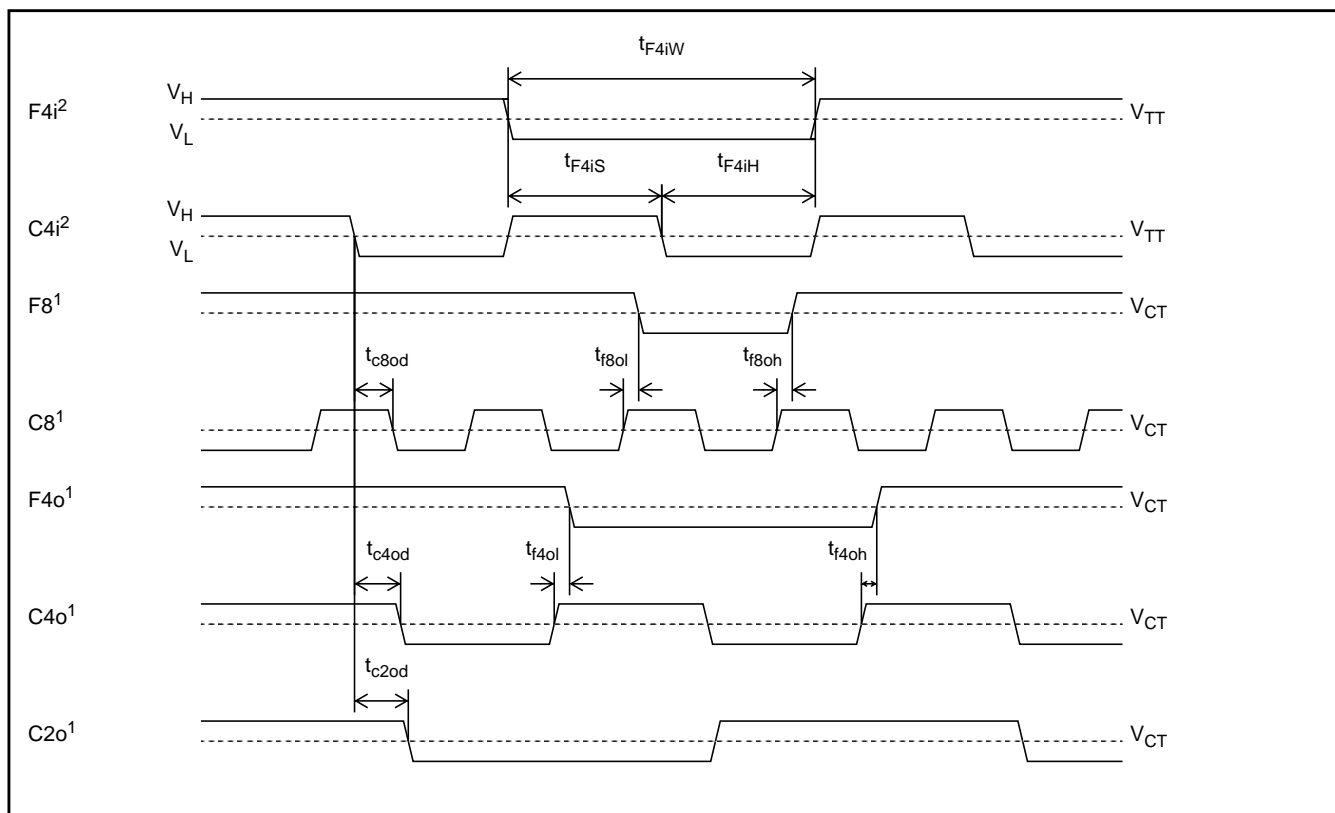 tF4iW
VH
F4i² VTT
VL
tF4iS tF4iH
VH
C4i² VTT
VL
F8¹ VCT
tc8od tf8ol tf8oh
C8¹ VCT
F4o¹ VCT
tc4od tf4ol tf4oh
C4o¹ VCT
tc2od
C2o¹ VCT